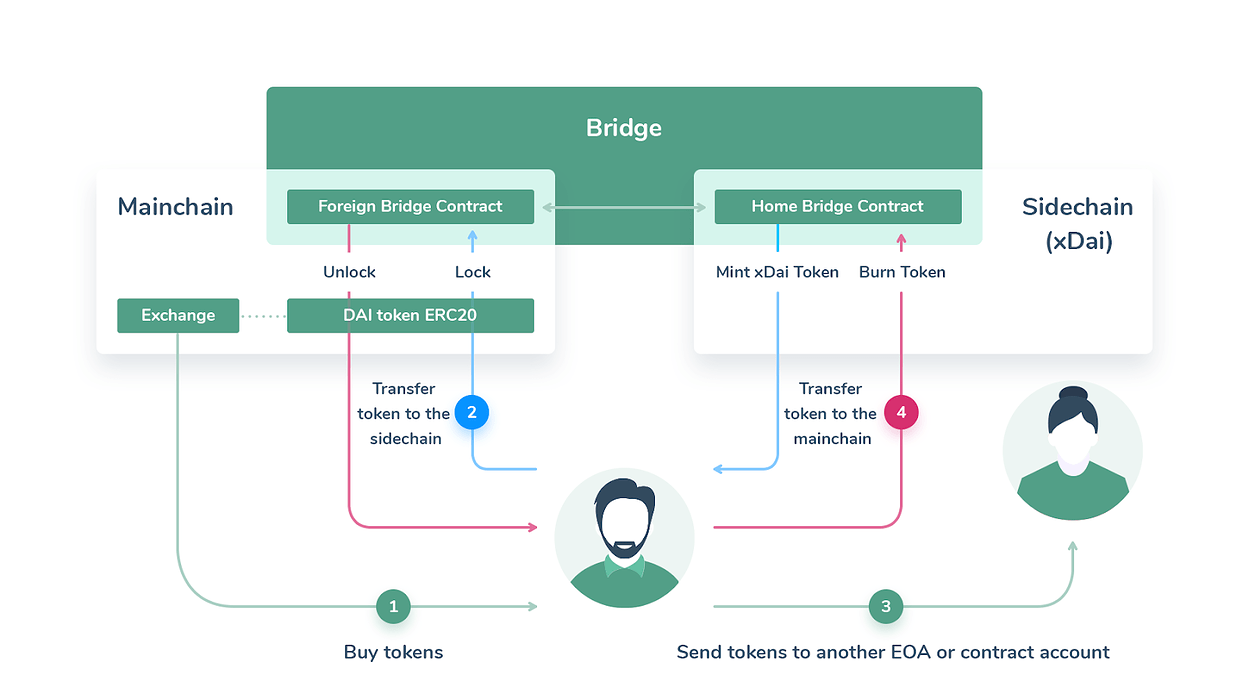 Bridge
Mainchain
Foreign Bridge Contract
Home Bridge Contract
Sidechain
(xDai)
Unlock
Lock
Mint xDai Token
Burn Token
Exchange
DAI token ERC20
Transfer
token to the
sidechain
2
Transfer
token to the
mainchain
4
1
Buy tokens
3
Send tokens to another EOA or contract account